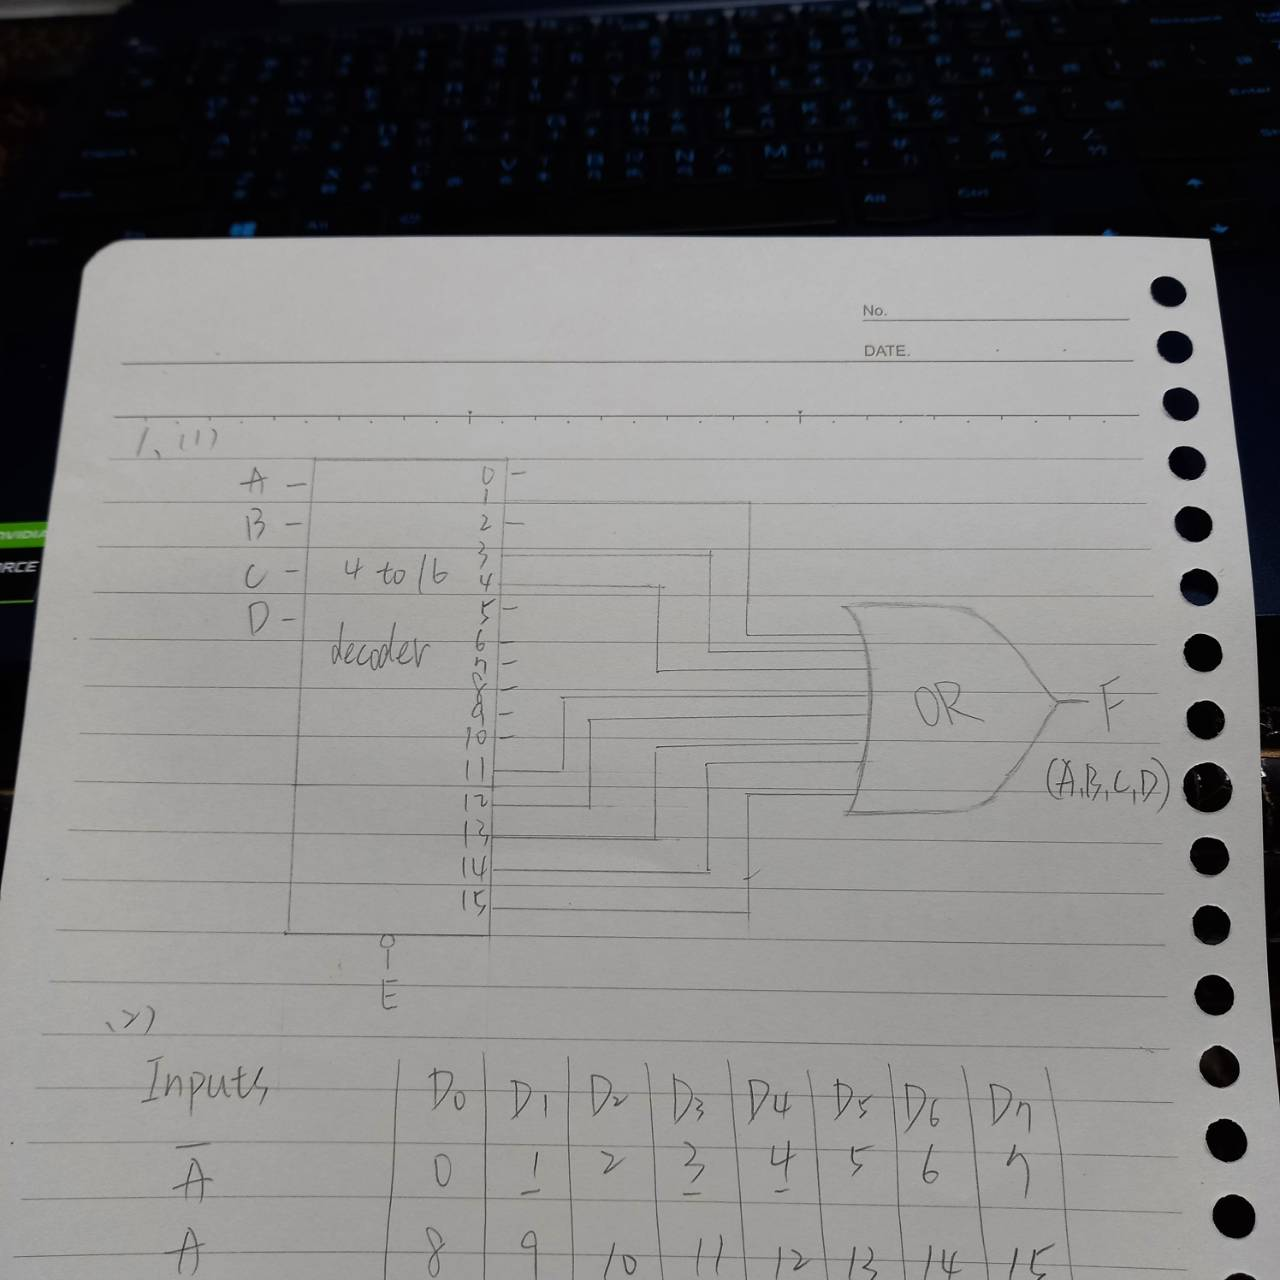 No.
DATE.
1、(1)
A
B
C
D
4 to 16
decoder
0
1
2
3
4
5
6
7
8
9
10
11
12
13
14
15
E
OR
F
(A,B,C,D)
(2)
Inputs D0 D1 D2 D3 D4 D5 D6 D7
Ā 0 1 2 3 4 5 6 7
A 8 9 10 11 12 13 14 15